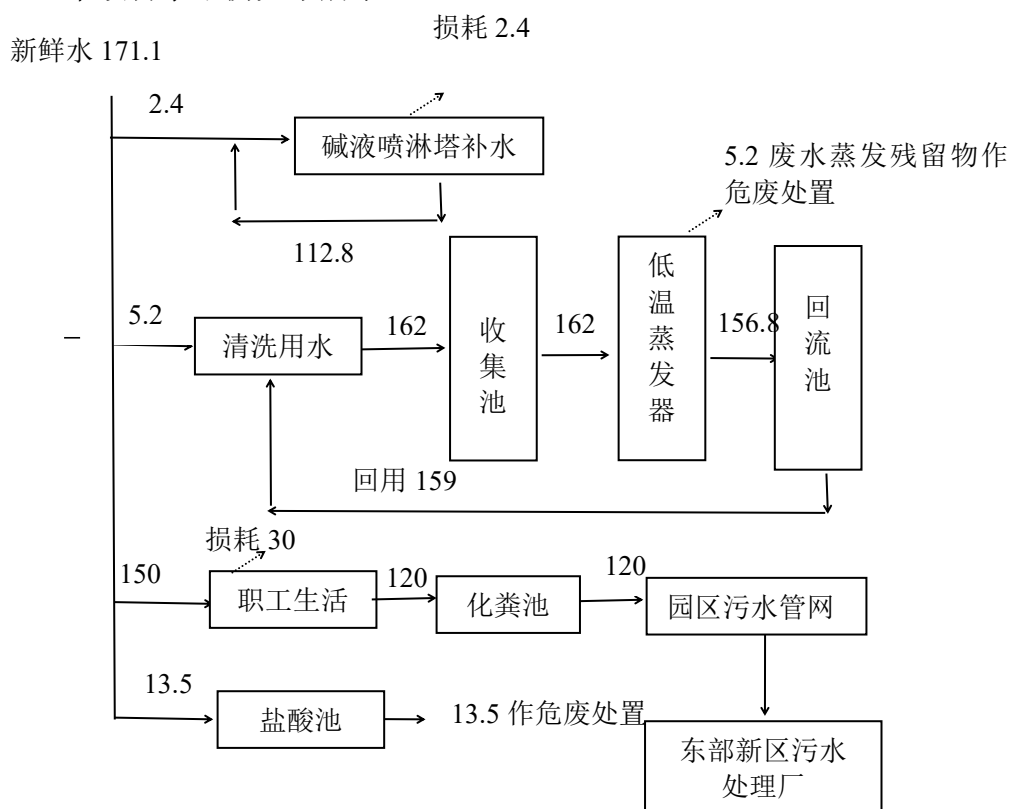 损耗 2.4
新鲜水 171.1
2.4
碱液喷淋塔补水
5.2 废水蒸发残留物作
危废处置
112.8
5.2
清洗用水
162
收集池
162
低温蒸发器
156.8
回流池
回用 159
损耗 30
150
职工生活
120
化粪池
120
园区污水管网
13.5
盐酸池
13.5 作危废处置
东部新区污水
处理厂